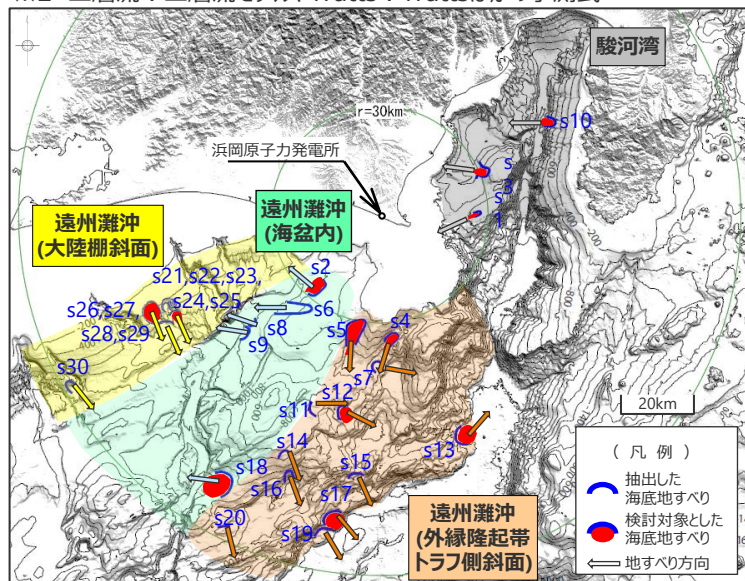 駿河湾
r=30km
s10
浜岡原子力発電所
s3
s1
遠州灘沖
(大陸棚斜面)
遠州灘沖
(海盆内)
s2
s21,s22,s23,
s24,s25
s26,s27,
s28,s29
s6
s8
s9
s5
s4
s7
s30
s12
s11
s13
s14
s18
s16
s15
s17
s20
s19
20km
遠州灘沖
(外縁隆起帯
トラフ側斜面)
(凡例)
抽出した
海底地すべり
検討対象とした
海底地すべり
地すべり方向